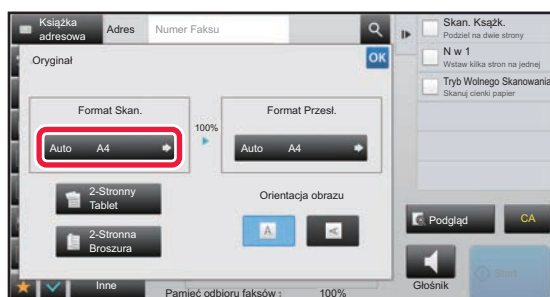 Książka
adresowa
Adres
Numer Faksu
Skan. Ksążk.
Podziel na dwie strony
N w 1
Wstaw kilka stron na jednej
Tryb Wolnego Skanowania
Skanuj cienki papier
Oryginał
OK
Format Skan.
100%
Format Przesł.
Auto A4
Auto A4
2-Stronny
Tablet
2-Stronna
Broszura
Orientacja obrazu
A
A
Podgląd
CA
Głośnik
Start
Inne
Pamięć odbioru faksów : 100%